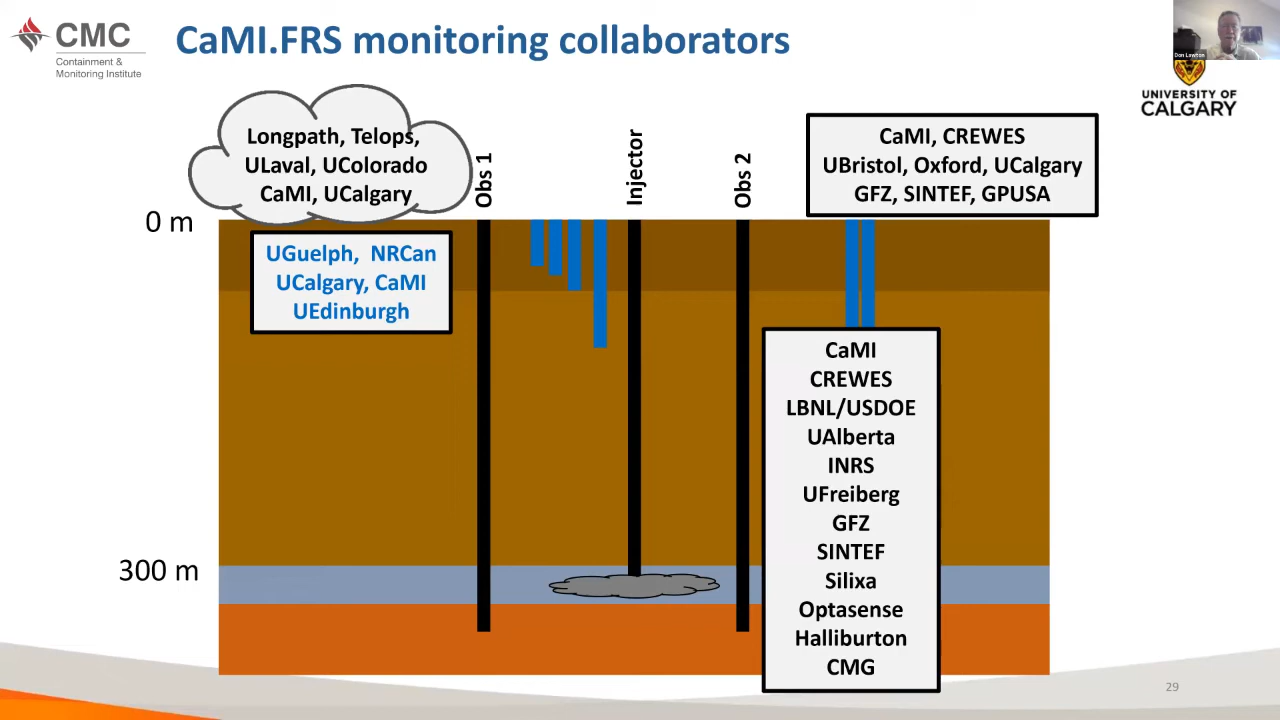 CMC
Containment &
Monitoring Institute
CaMI.FRS monitoring collaborators
Don Lawton
UNIVERSITY OF
CALGARY
Longpath, Telops,
ULaval, UColorado
CaMI, UCalgary
Obs 1
Injector
Obs 2
CaMI, CREWES
UBristol, Oxford, UCalgary
GFZ, SINTEF, GPUSA
0 m
UGuelph, NRCan
UCalgary, CaMI
UEdinburgh
CaMI
CREWES
LBNL/USDOE
UAlberta
INRS
UFreiberg
GFZ
SINTEF
Silixa
Optasense
Halliburton
CMG
300 m
29